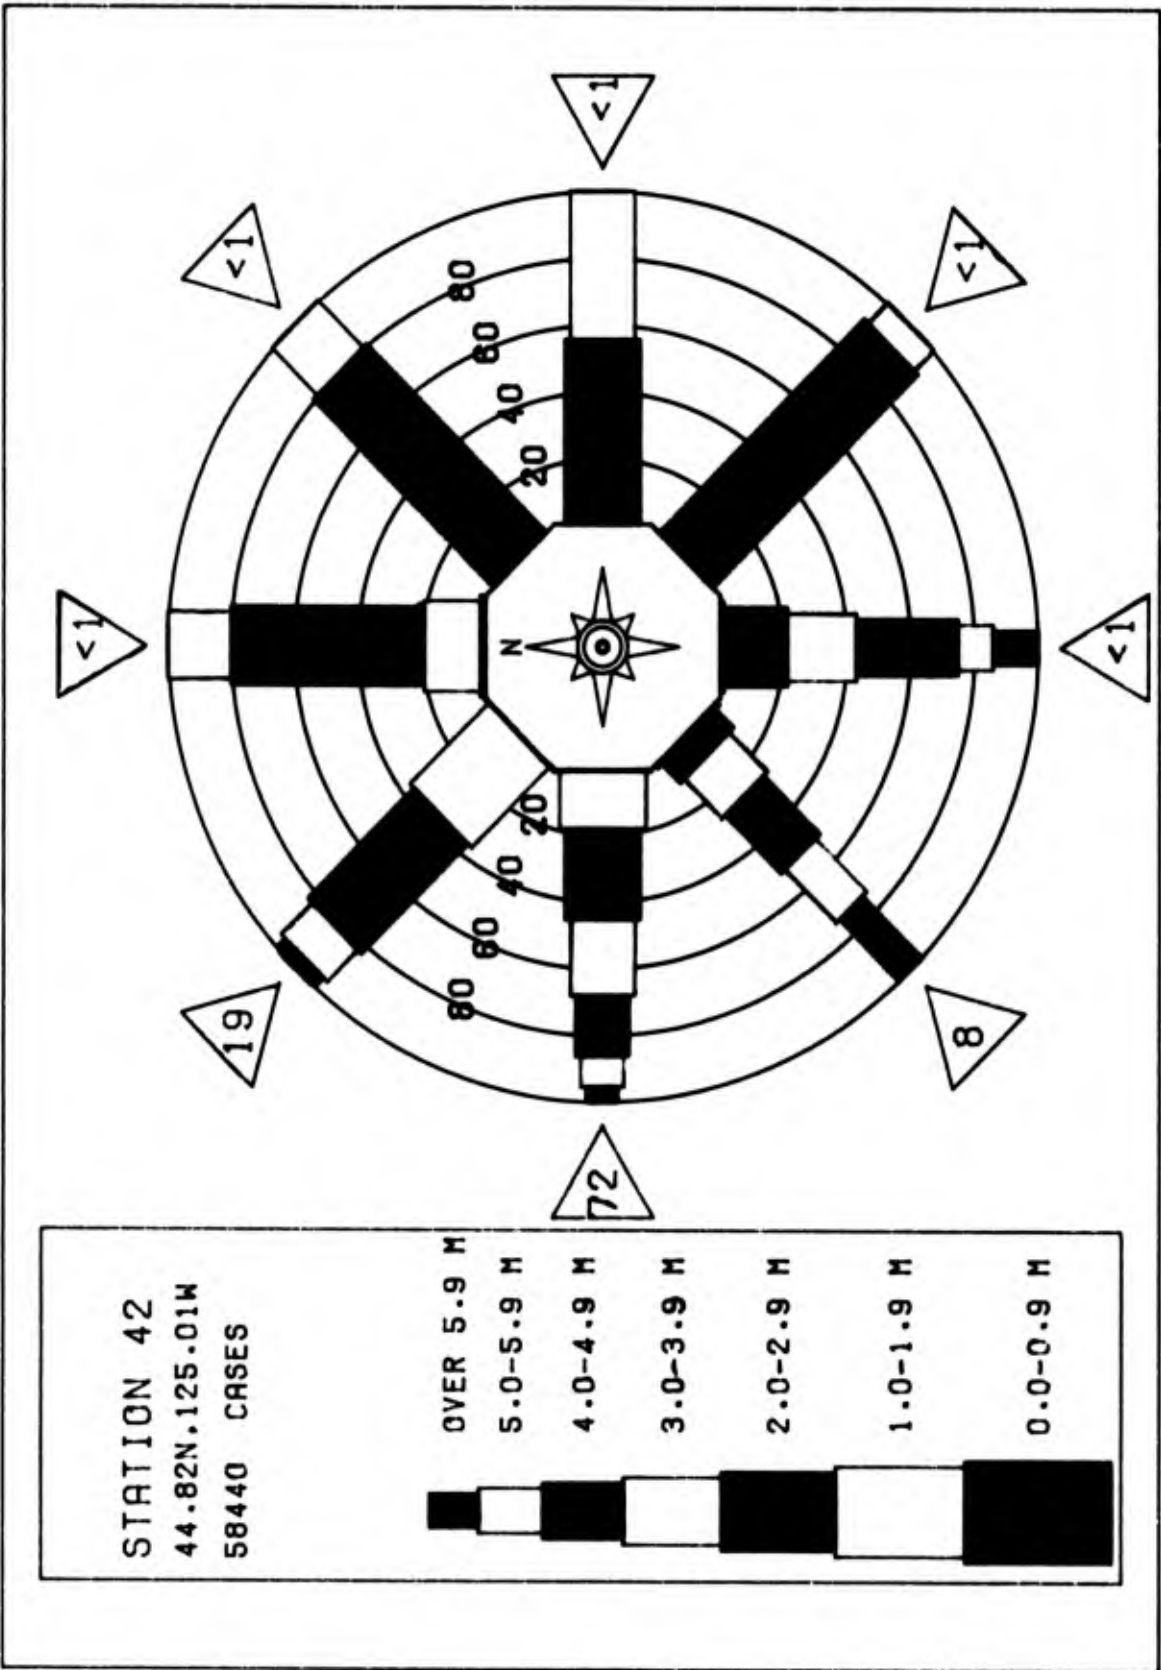 <1
<1
<1
80
60
40
20
<1
N
<1
20
40
60
80
19
8
72
STATION 42
44.82N,125.01W
58440 CASES
OVER 5.9 M
5.0-5.9 M
4.0-4.9 M
3.0-3.9 M
2.0-2.9 M
1.0-1.9 M
0.0-0.9 M